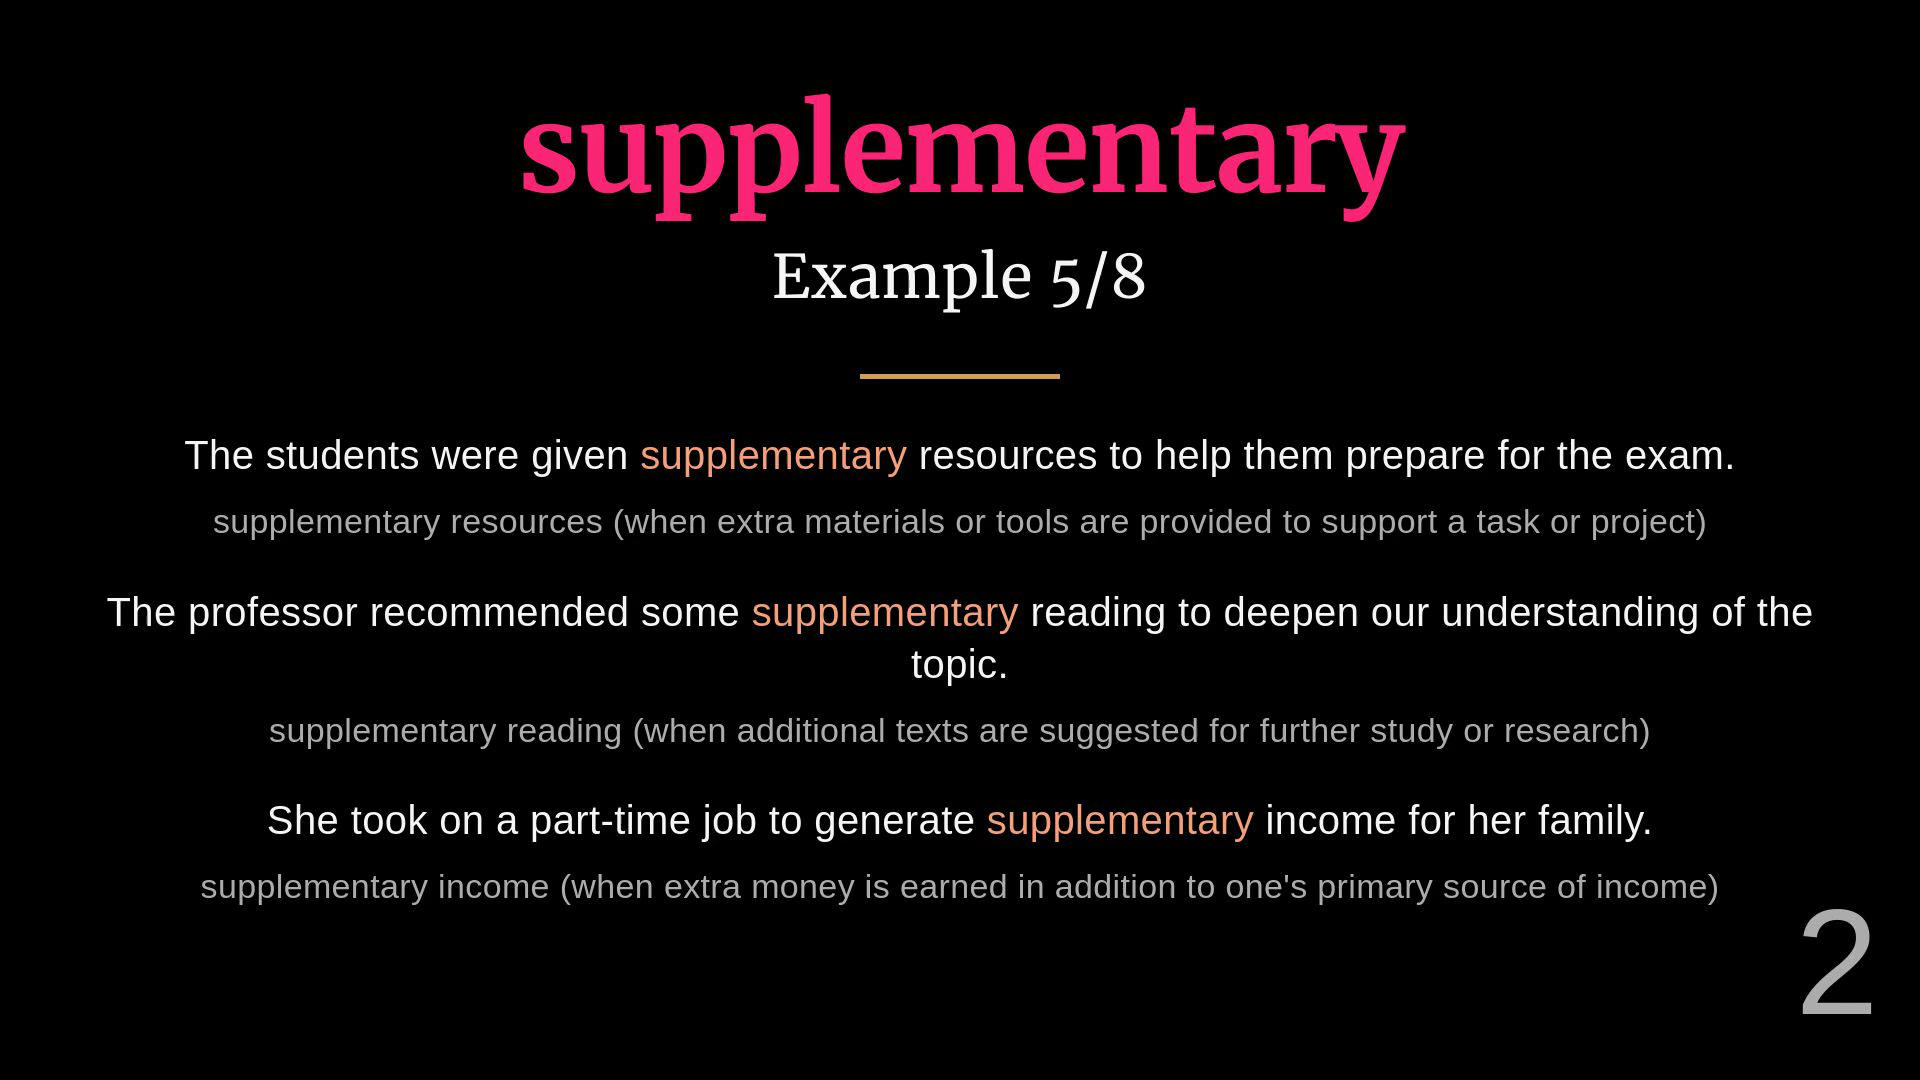 supplementary
Example 5/8
The students were given supplementary resources to help them prepare for the exam.
supplementary resources (when extra materials or tools are provided to support a task or project)
The professor recommended some supplementary reading to deepen our understanding of the
topic.
supplementary reading (when additional texts are suggested for further study or research)
She took on a part-time job to generate supplementary income for her family.
supplementary income (when extra money is earned in addition to one's primary source of income)
2